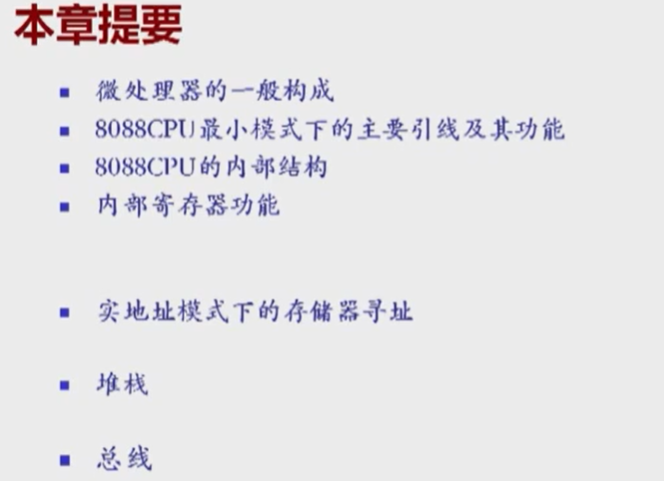 本章提要
微处理器的一般构成
8088CPU最小模式下的主要引线及其功能
8088CPU的内部结构
内部寄存器功能
实地址模式下的存储器寻址
堆栈
总线